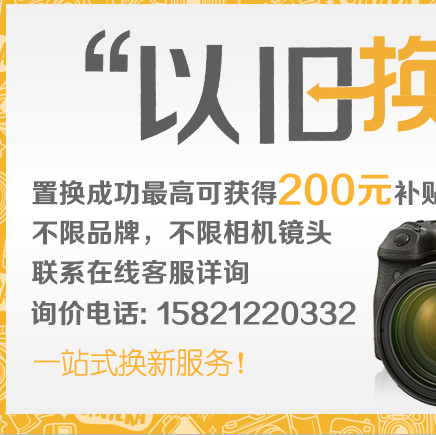 “以旧换
置换成功最高可获得200元补贴
不限品牌，不限相机镜头
联系在线客服详询
询价电话: 15821220332
一站式换新服务！